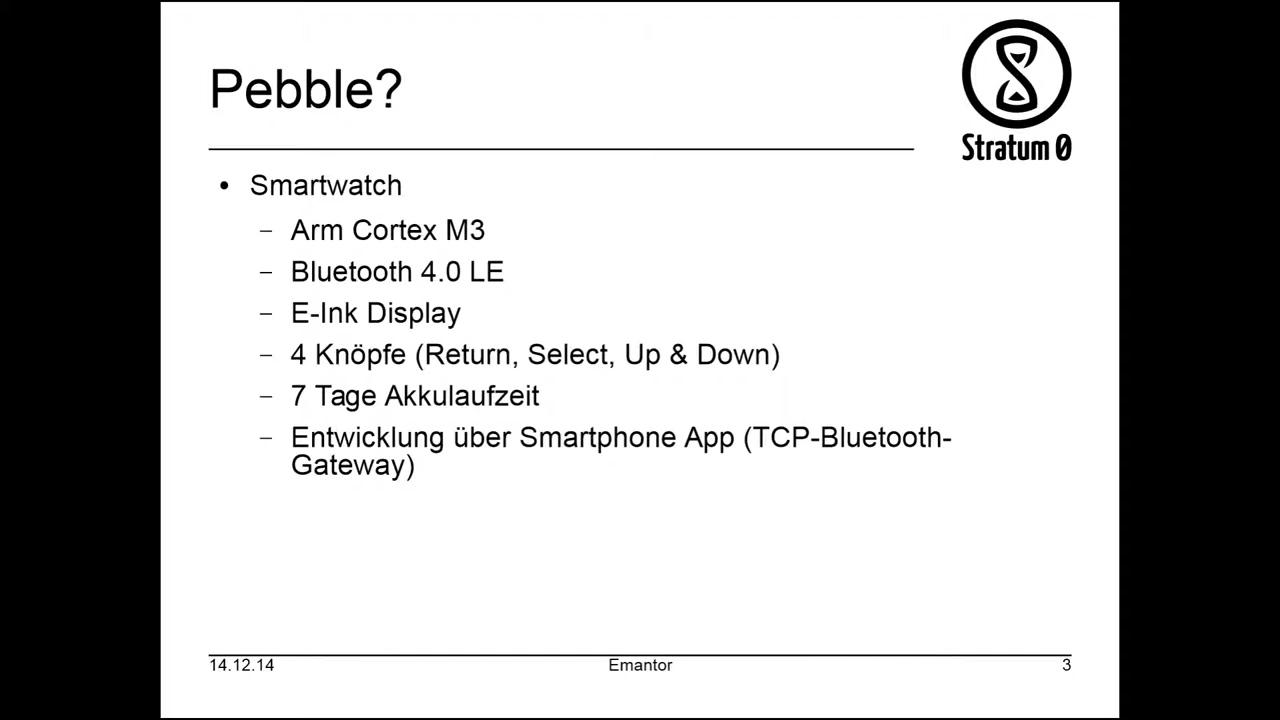 Pebble?
Stratum 0
• Smartwatch
– Arm Cortex M3
– Bluetooth 4.0 LE
– E-Ink Display
– 4 Knöpfe (Return, Select, Up & Down)
– 7 Tage Akkulaufzeit
– Entwicklung über Smartphone App (TCP-Bluetooth-
Gateway)
14.12.14 Emantor 3